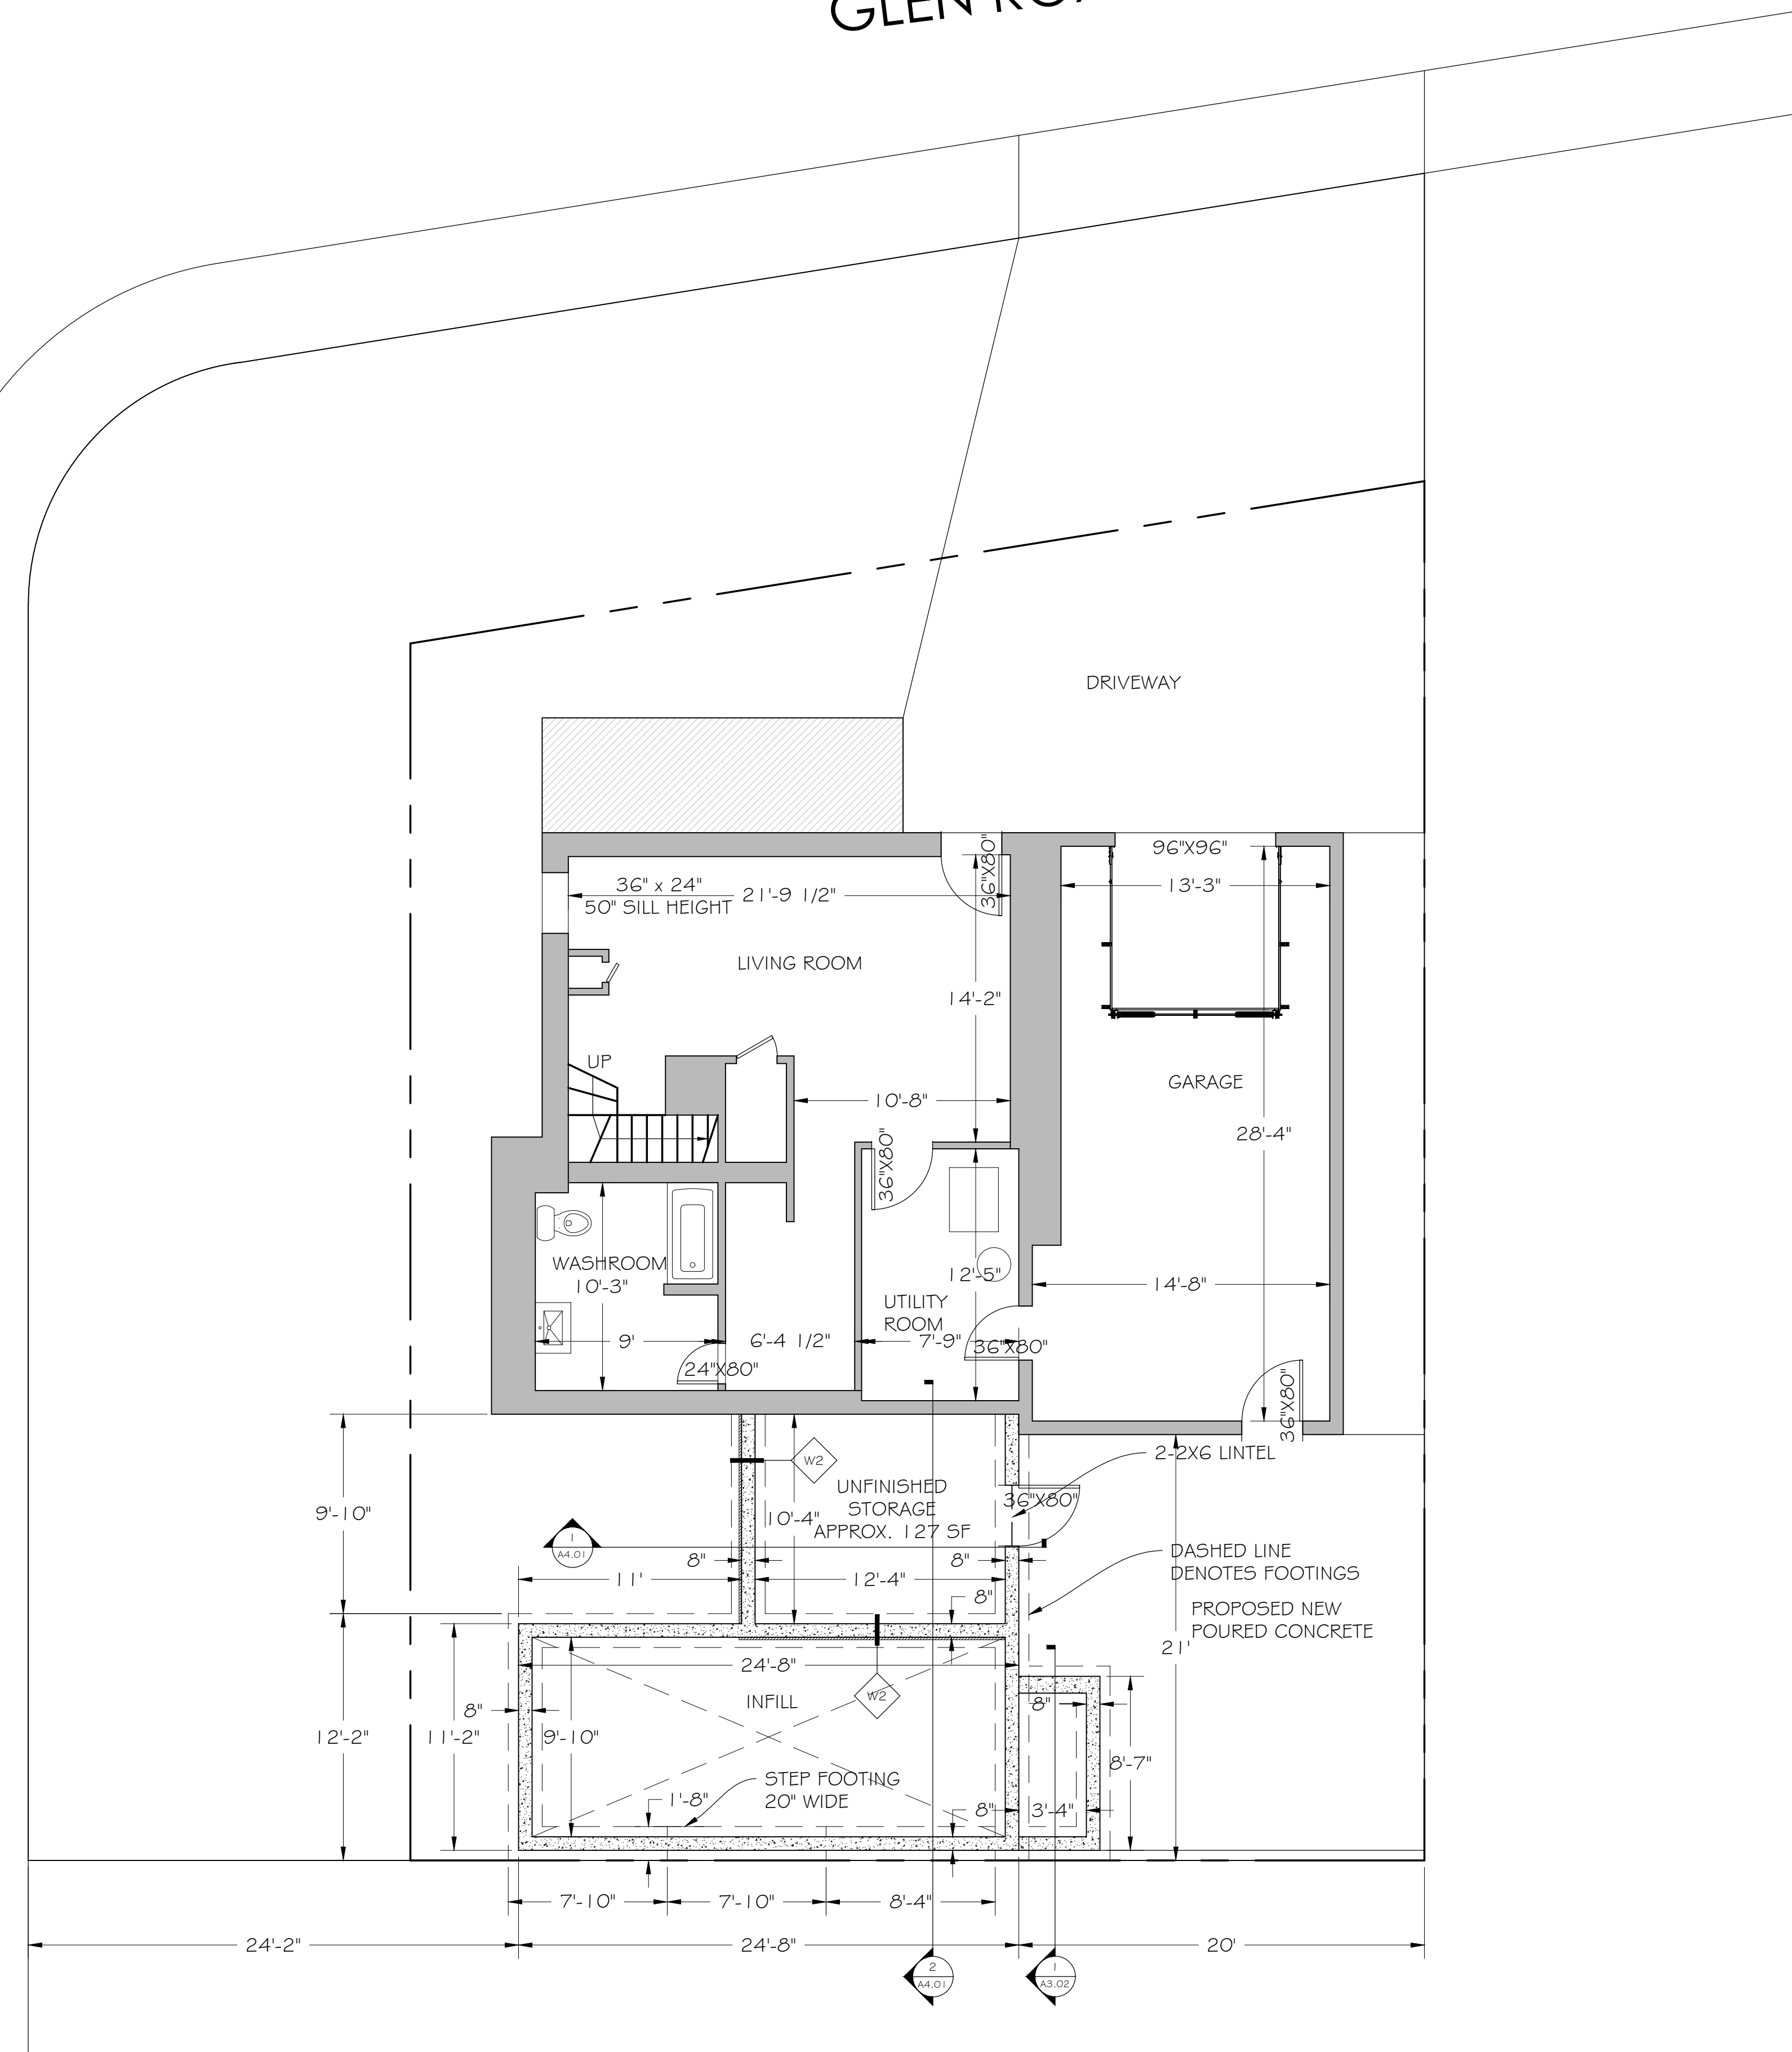 GLEN ROA
DRIVEWAY
96"X96"
36"X80"
13'-3"
36" x 24"
21'-9 1/2"
50" SILL HEIGHT
LIVING ROOM
14'-2"
UP
GARAGE
10'-8"
28'-4"
36"X80"
WASHROOM
10'-3"
12'-5"
14'-8"
UTILITY
ROOM
9'
6'-4 1/2"
7'-9"
36"X80"
24"X80"
36"X80"
2-2X6 LINTEL
W2
UNFINISHED
STORAGE
APPROX. 127 SF
36"X80"
9'-10"
10'-4"
1
A4.01
8"
8"
DASHED LINE
DENOTES FOOTINGS
11'
12'-4"
8"
PROPOSED NEW
POURED CONCRETE
21'
24'-8"
INFILL
W2
8"
8"
12'-2"
11'-2"
9'-10"
8'-7"
STEP FOOTING
20" WIDE
1'-8"
8"
3'-4"
7'-10"
7'-10"
8'-4"
24'-2"
24'-8"
20'
2
A4.01
1
A3.02